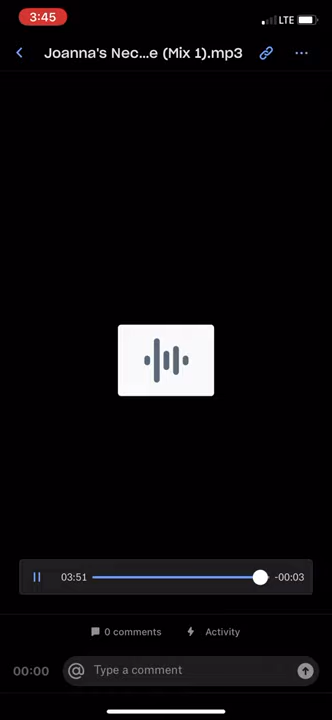 3:45
LTE
Joanna's Nec...e (Mix 1).mp3
03:51
-00:03
0 comments
Activity
00:00
@ Type a comment